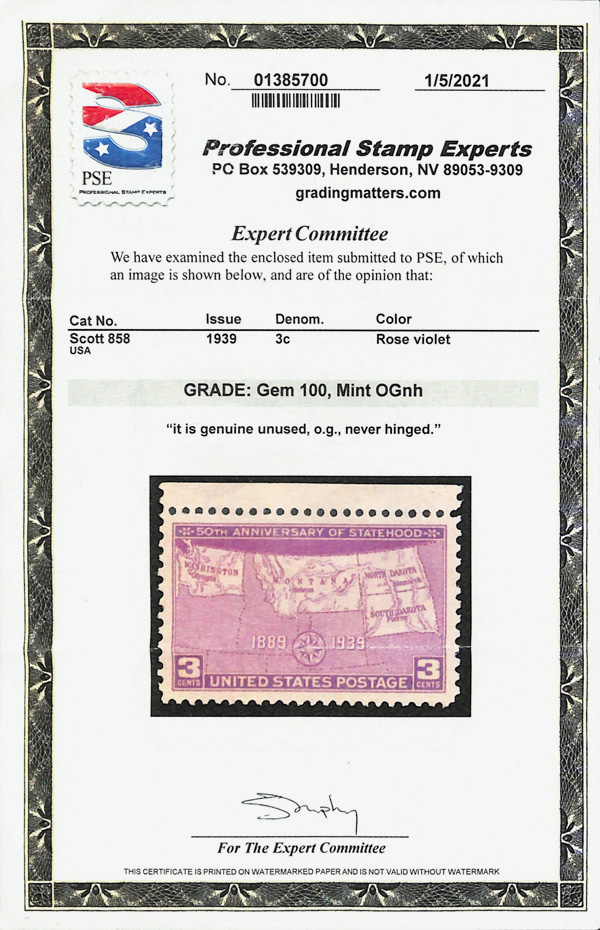 No. 01385700 1/5/2021
PSE
PROFESSIONAL STAMP EXPERTS
Professional Stamp Experts
PO Box 539309, Henderson, NV 89053-9309
gradingmatters.com
Expert Committee
We have examined the enclosed item submitted to PSE, of which
an image is shown below, and are of the opinion that:
Cat No. Issue Denom. Color
Scott 858 1939 3c Rose violet
USA
GRADE: Gem 100, Mint OGnh
“it is genuine unused, o.g., never hinged.”
50TH ANNIVERSARY OF STATEHOOD
WASHINGTON
Olympia
MONTANA
Helena
NORTH DAKOTA
Bismarck
SOUTH DAKOTA
Pierre
1889 1939
3 CENTS UNITED STATES POSTAGE 3 CENTS
For The Expert Committee
THIS CERTIFICATE IS PRINTED ON WATERMARKED PAPER AND IS NOT VALID WITHOUT WATERMARK